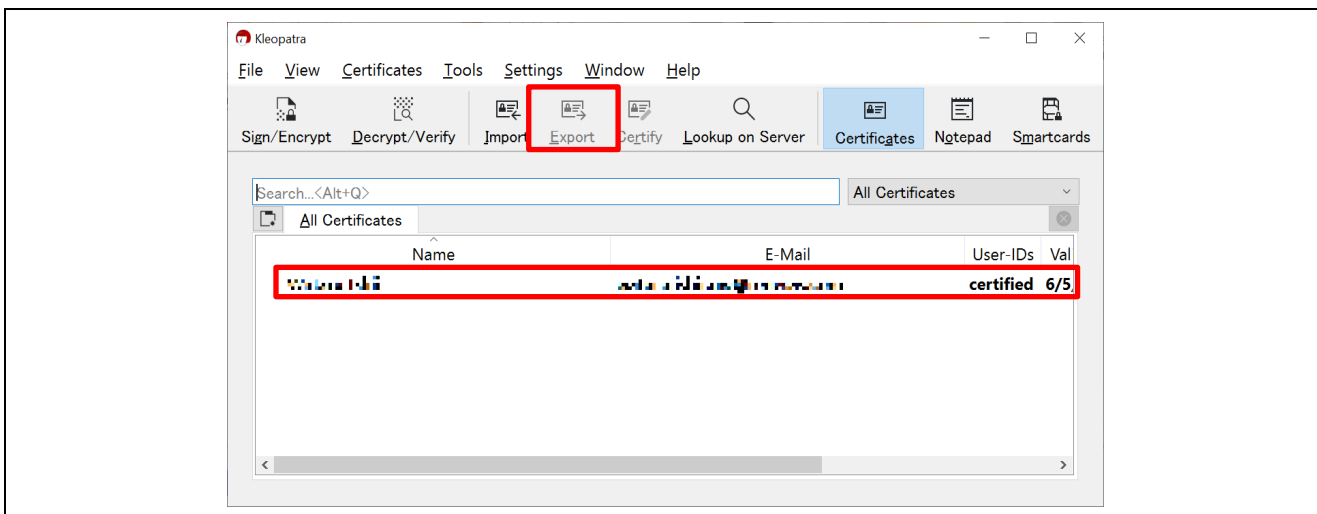 Kleopatra
File View Certificates Tools Settings Window Help
Sign/Encrypt Decrypt/Verify Import Export Certify Lookup on Server Certificates Notepad Smartcards
Search...<Alt+Q> All Certificates
All Certificates
Name E-Mail User-IDs Val
certified 6/5